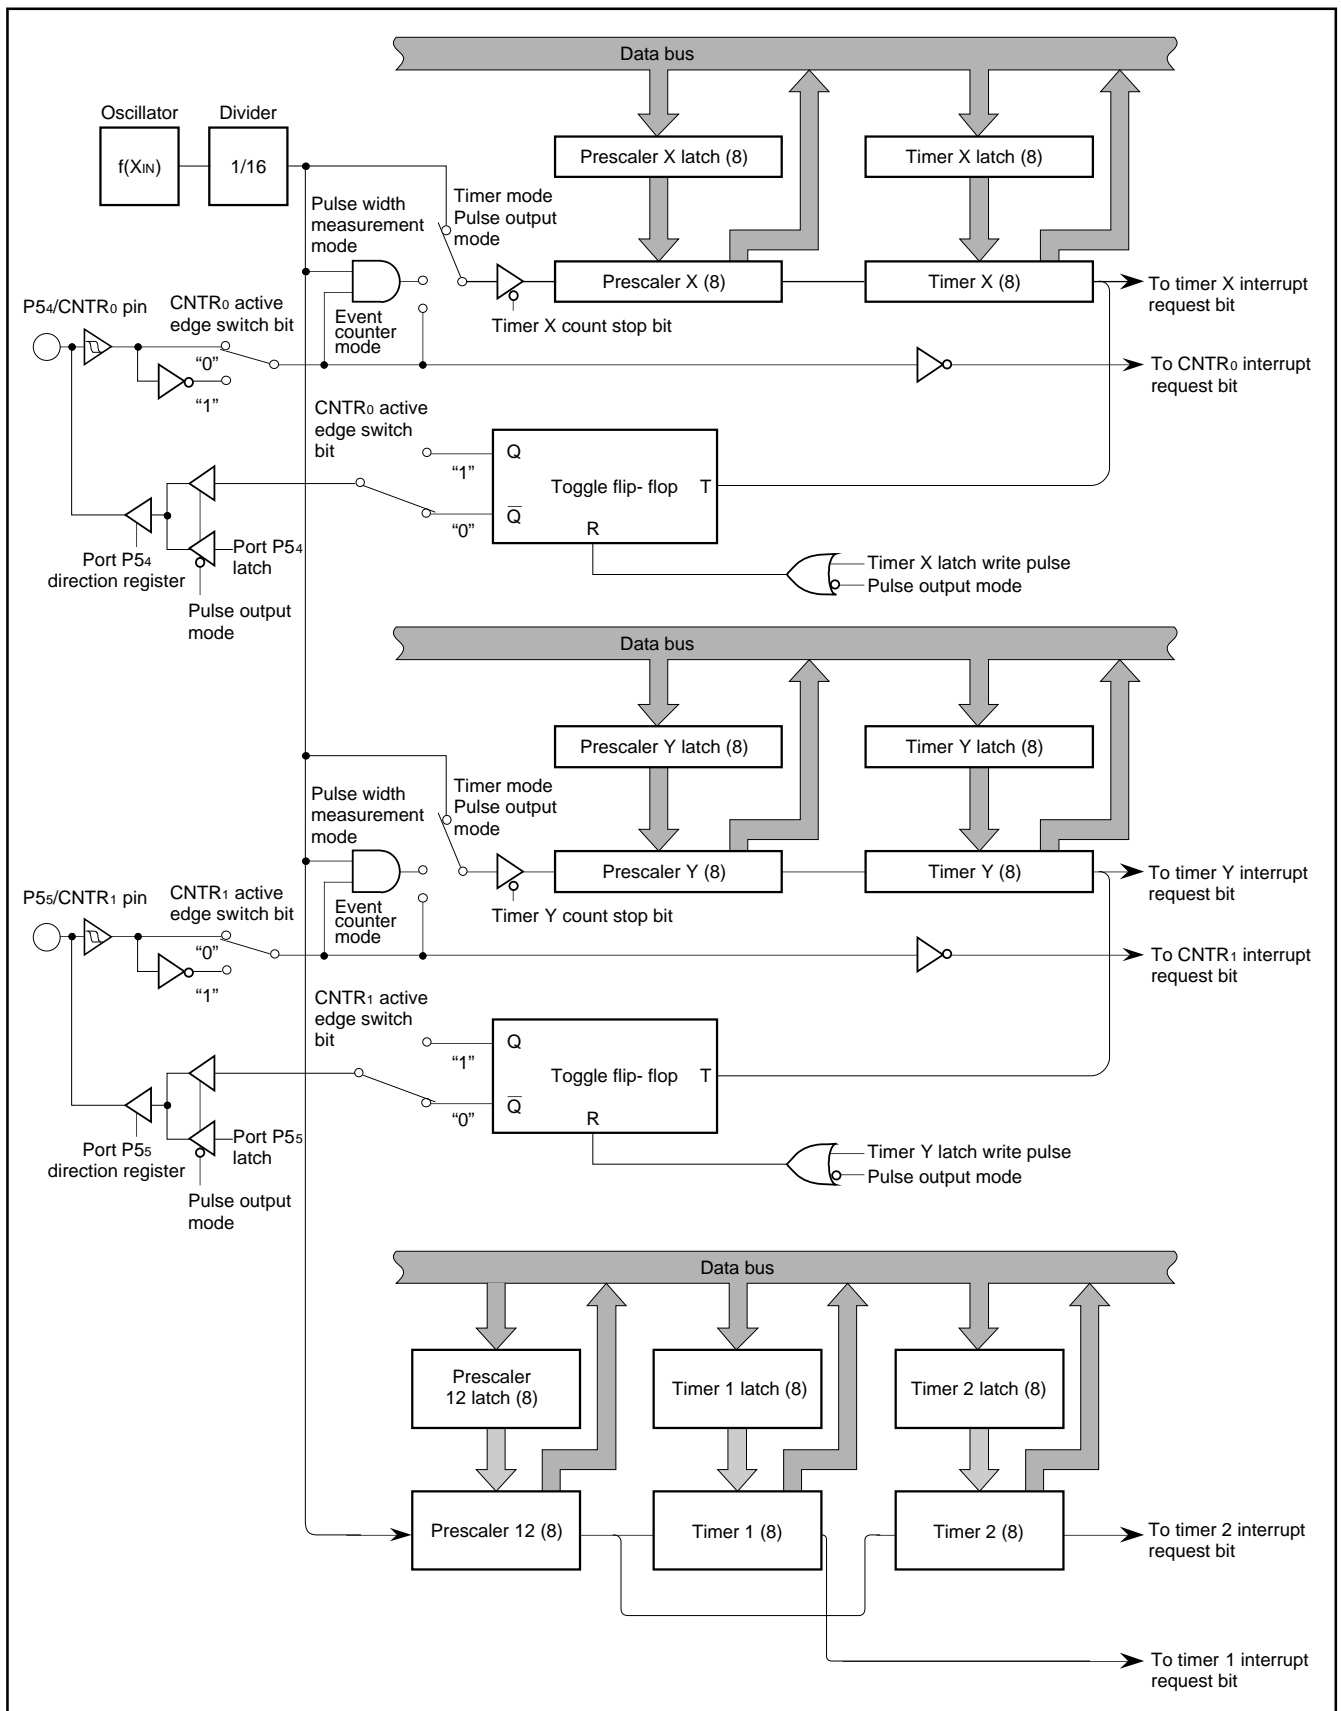 Data bus
Oscillator
Divider
f(XIN)
1/16
Prescaler X latch (8)
Timer X latch (8)
Pulse width
measurement
mode
Timer mode
Pulse output
mode
Prescaler X (8)
Timer X (8)
To timer X interrupt
request bit
P54/CNTR0 pin
CNTR0 active
edge switch bit
Event
counter
mode
Timer X count stop bit
“0”
“1”
To CNTR0 interrupt
request bit
CNTR0 active
edge switch
bit
“1”
“0”
Q
Toggle flip- flop
T
Q
R
Port P54
direction register
Port P54
latch
Pulse output
mode
Timer X latch write pulse
Pulse output mode
Data bus
Prescaler Y latch (8)
Timer Y latch (8)
Pulse width
measurement
mode
Timer mode
Pulse output
mode
Prescaler Y (8)
Timer Y (8)
To timer Y interrupt
request bit
P55/CNTR1 pin
CNTR1 active
edge switch bit
Event
counter
mode
Timer Y count stop bit
“0”
“1”
To CNTR1 interrupt
request bit
CNTR1 active
edge switch
bit
“1”
“0”
Q
Toggle flip- flop
T
Q
R
Port P55
direction register
Port P55
latch
Pulse output
mode
Timer Y latch write pulse
Pulse output mode
Data bus
Prescaler
12 latch (8)
Timer 1 latch (8)
Timer 2 latch (8)
Prescaler 12 (8)
Timer 1 (8)
Timer 2 (8)
To timer 2 interrupt
request bit
To timer 1 interrupt
request bit